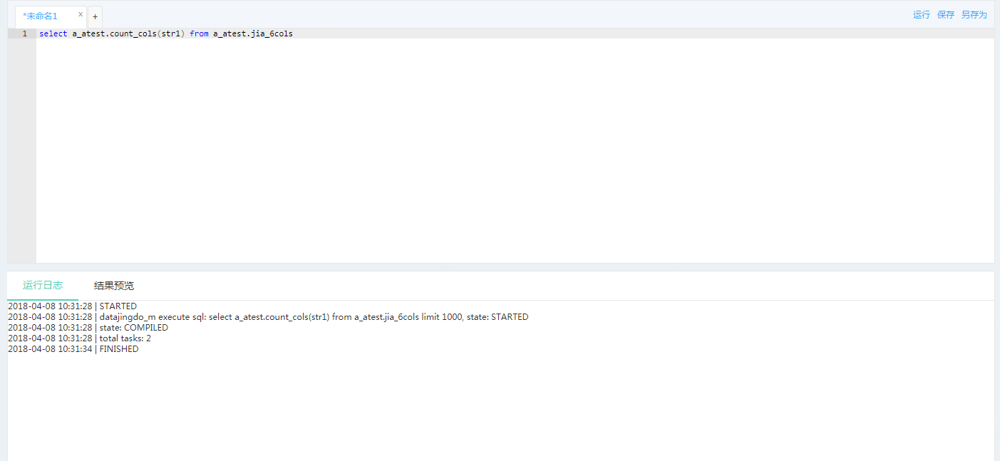 *未命名1 x + 运行 保存 另存为
1 select a_atest.count_cols(str1) from a_atest.jia_6cols
运行日志 结果预览
2018-04-08 10:31:28 | STARTED
2018-04-08 10:31:28 | datajingdo_m execute sql: select a_atest.count_cols(str1) from a_atest.jia_6cols limit 1000, state: STARTED
2018-04-08 10:31:28 | state: COMPILED
2018-04-08 10:31:28 | total tasks: 2
2018-04-08 10:31:34 | FINISHED